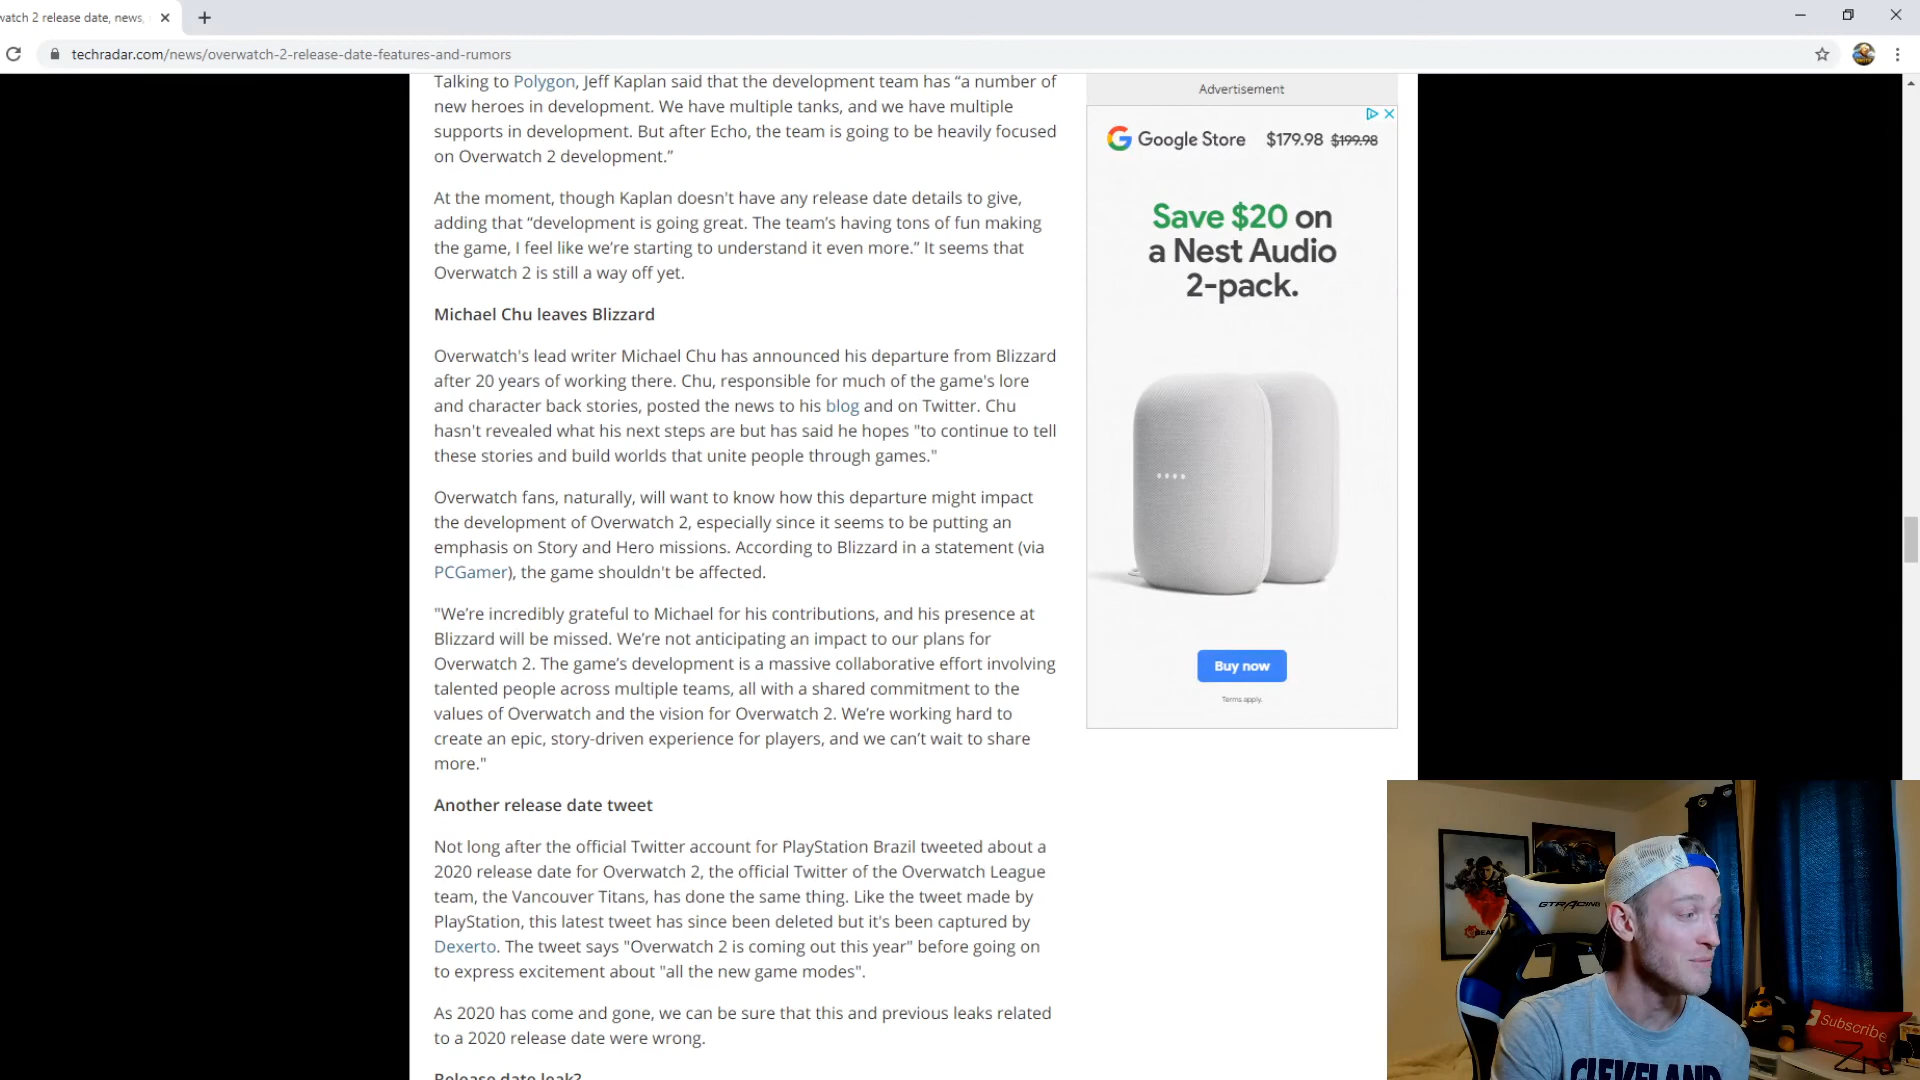 watch 2 release date, news,
techradar.com/news/overwatch-2-release-date-features-and-rumors
Talking to Polygon, Jeff Kaplan said that the development team has “a number of
new heroes in development. We have multiple tanks, and we have multiple
supports in development. But after Echo, the team is going to be heavily focused
on Overwatch 2 development.”
At the moment, though Kaplan doesn't have any release date details to give,
adding that “development is going great. The team’s having tons of fun making
the game, I feel like we’re starting to understand it even more.” It seems that
Overwatch 2 is still a way off yet.
Michael Chu leaves Blizzard
Overwatch's lead writer Michael Chu has announced his departure from Blizzard
after 20 years of working there. Chu, responsible for much of the game's lore
and character back stories, posted the news to his blog and on Twitter. Chu
hasn't revealed what his next steps are but has said he hopes "to continue to tell
these stories and build worlds that unite people through games."
Overwatch fans, naturally, will want to know how this departure might impact
the development of Overwatch 2, especially since it seems to be putting an
emphasis on Story and Hero missions. According to Blizzard in a statement (via
PCGamer), the game shouldn't be affected.
"We’re incredibly grateful to Michael for his contributions, and his presence at
Blizzard will be missed. We’re not anticipating an impact to our plans for
Overwatch 2. The game’s development is a massive collaborative effort involving
talented people across multiple teams, all with a shared commitment to the
values of Overwatch and the vision for Overwatch 2. We’re working hard to
create an epic, story-driven experience for players, and we can’t wait to share
more."
Another release date tweet
Not long after the official Twitter account for PlayStation Brazil tweeted about a
2020 release date for Overwatch 2, the official Twitter of the Overwatch League
team, the Vancouver Titans, has done the same thing. Like the tweet made by
PlayStation, this latest tweet has since been deleted but it's been captured by
Dexerto. The tweet says "Overwatch 2 is coming out this year" before going on
to express excitement about "all the new game modes".
As 2020 has come and gone, we can be sure that this and previous leaks related
to a 2020 release date were wrong.
Release date leak?
Advertisement
Google Store $179.98 $199.98
Save $20 on
a Nest Audio
2-pack.
Buy now
Terms apply.
GTRACING
GEARS
Subscribe
CLEVELAND